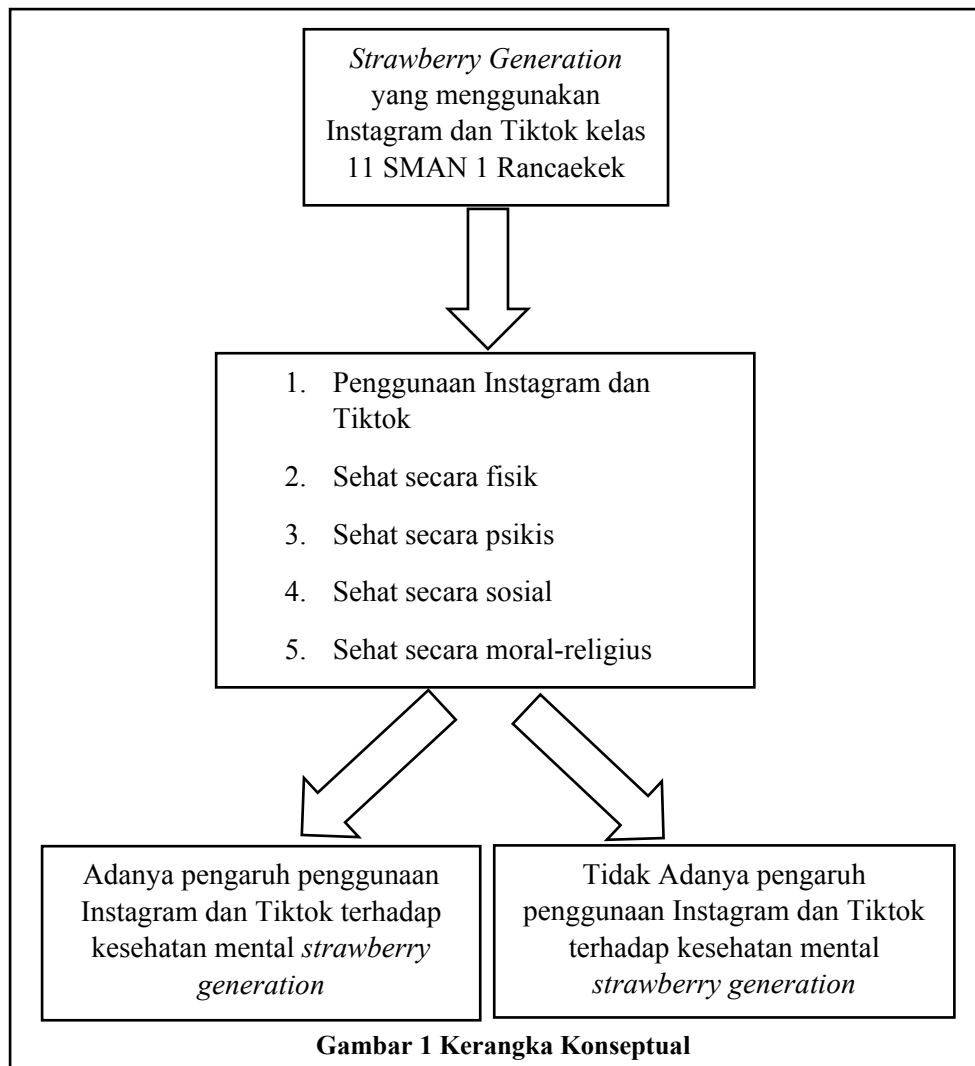 Strawberry Generation
yang menggunakan
Instagram dan Tiktok kelas
11 SMAN 1 Rancaekek
1. Penggunaan Instagram dan
Tiktok
2. Sehat secara fisik
3. Sehat secara psikis
4. Sehat secara sosial
5. Sehat secara moral-religius
Adanya pengaruh penggunaan
Instagram dan Tiktok terhadap
kesehatan mental strawberry
generation
Tidak Adanya pengaruh
penggunaan Instagram dan Tiktok
terhadap kesehatan mental
strawberry generation
Gambar 1 Kerangka Konseptual